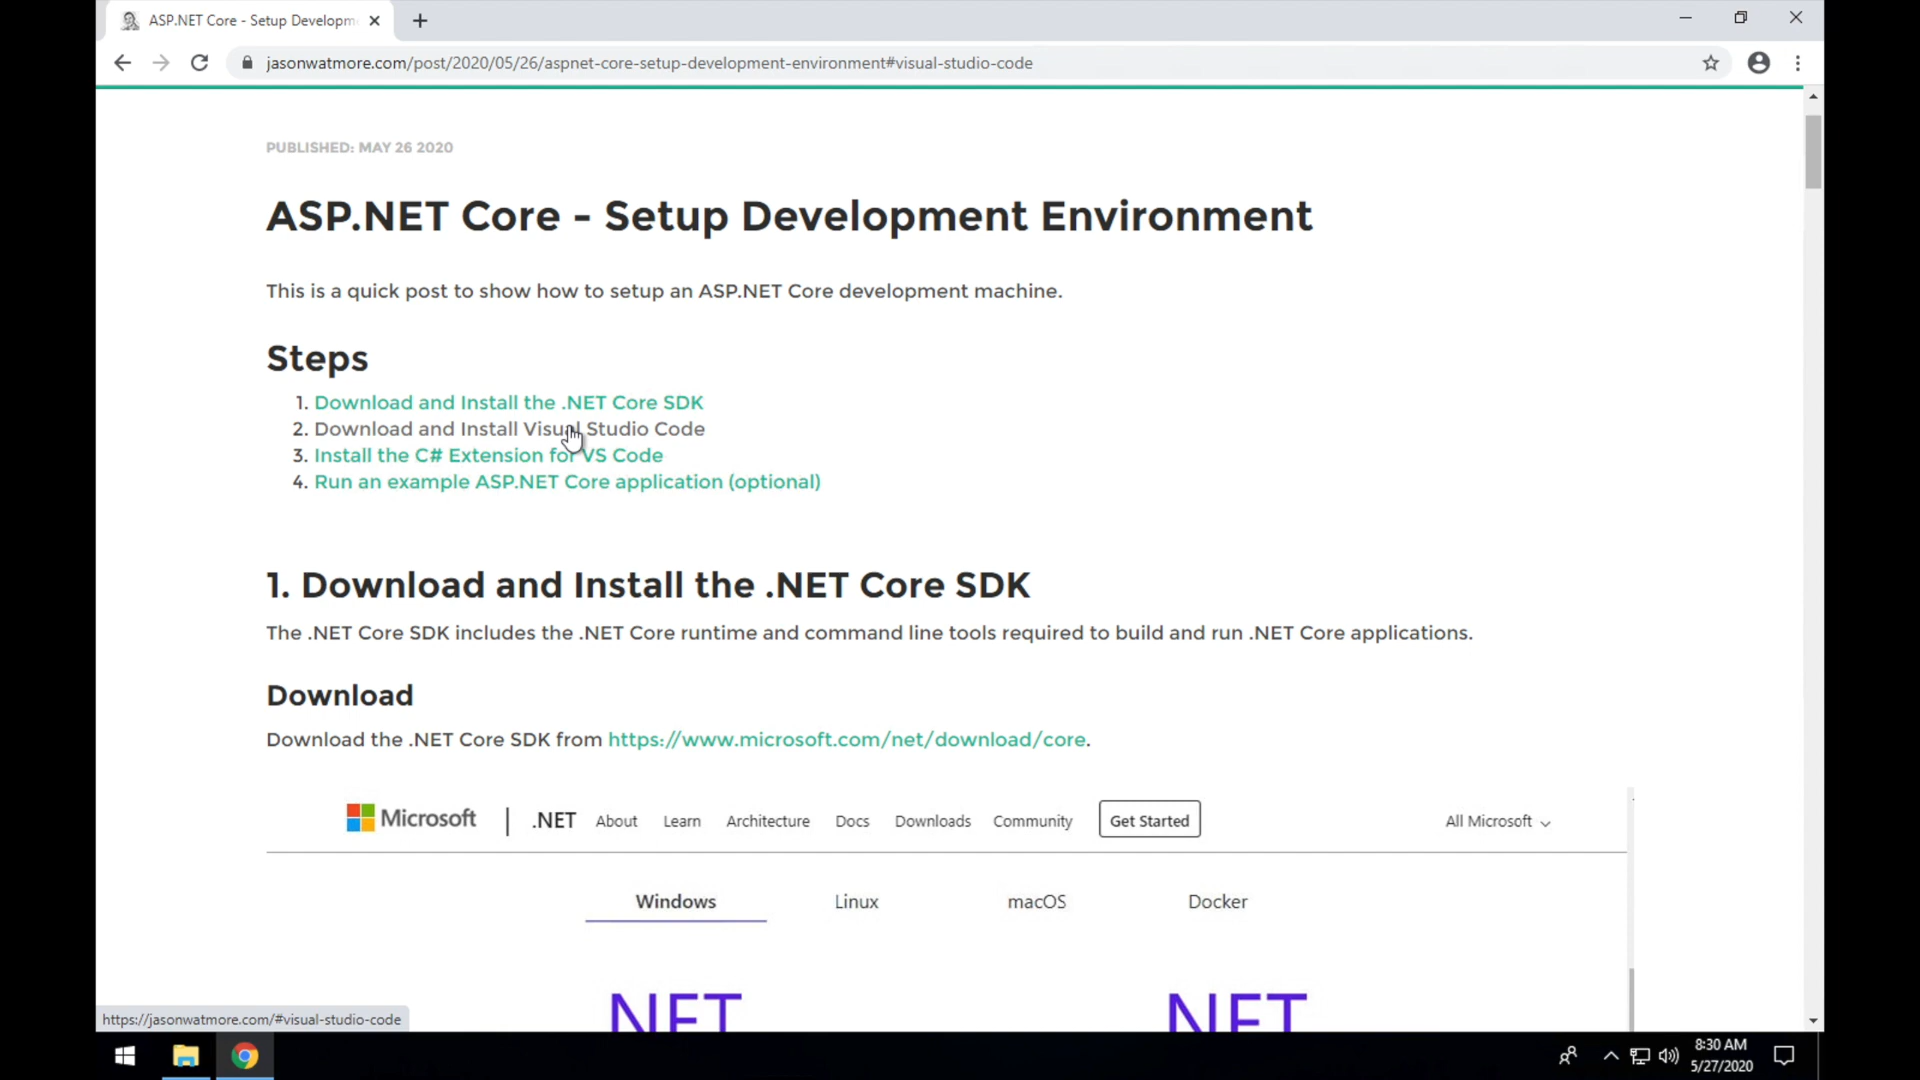 ASP.NET Core - Setup Developm
jasonwatmore.com/post/2020/05/26/aspnet-core-setup-development-environment#visual-studio-code
PUBLISHED: MAY 26 2020
ASP.NET Core - Setup Development Environment
This is a quick post to show how to setup an ASP.NET Core development machine.
Steps
1. Download and Install the .NET Core SDK
2. Download and Install Visual Studio Code
3. Install the C# Extension for VS Code
4. Run an example ASP.NET Core application (optional)
1. Download and Install the .NET Core SDK
The .NET Core SDK includes the .NET Core runtime and command line tools required to build and run .NET Core applications.
Download
Download the .NET Core SDK from https://www.microsoft.com/net/download/core.
Microsoft | .NET About Learn Architecture Docs Downloads Community Get Started All Microsoft
Windows Linux macOS Docker
.NET .NET
https://jasonwatmore.com/#visual-studio-code
8:30 AM
5/27/2020